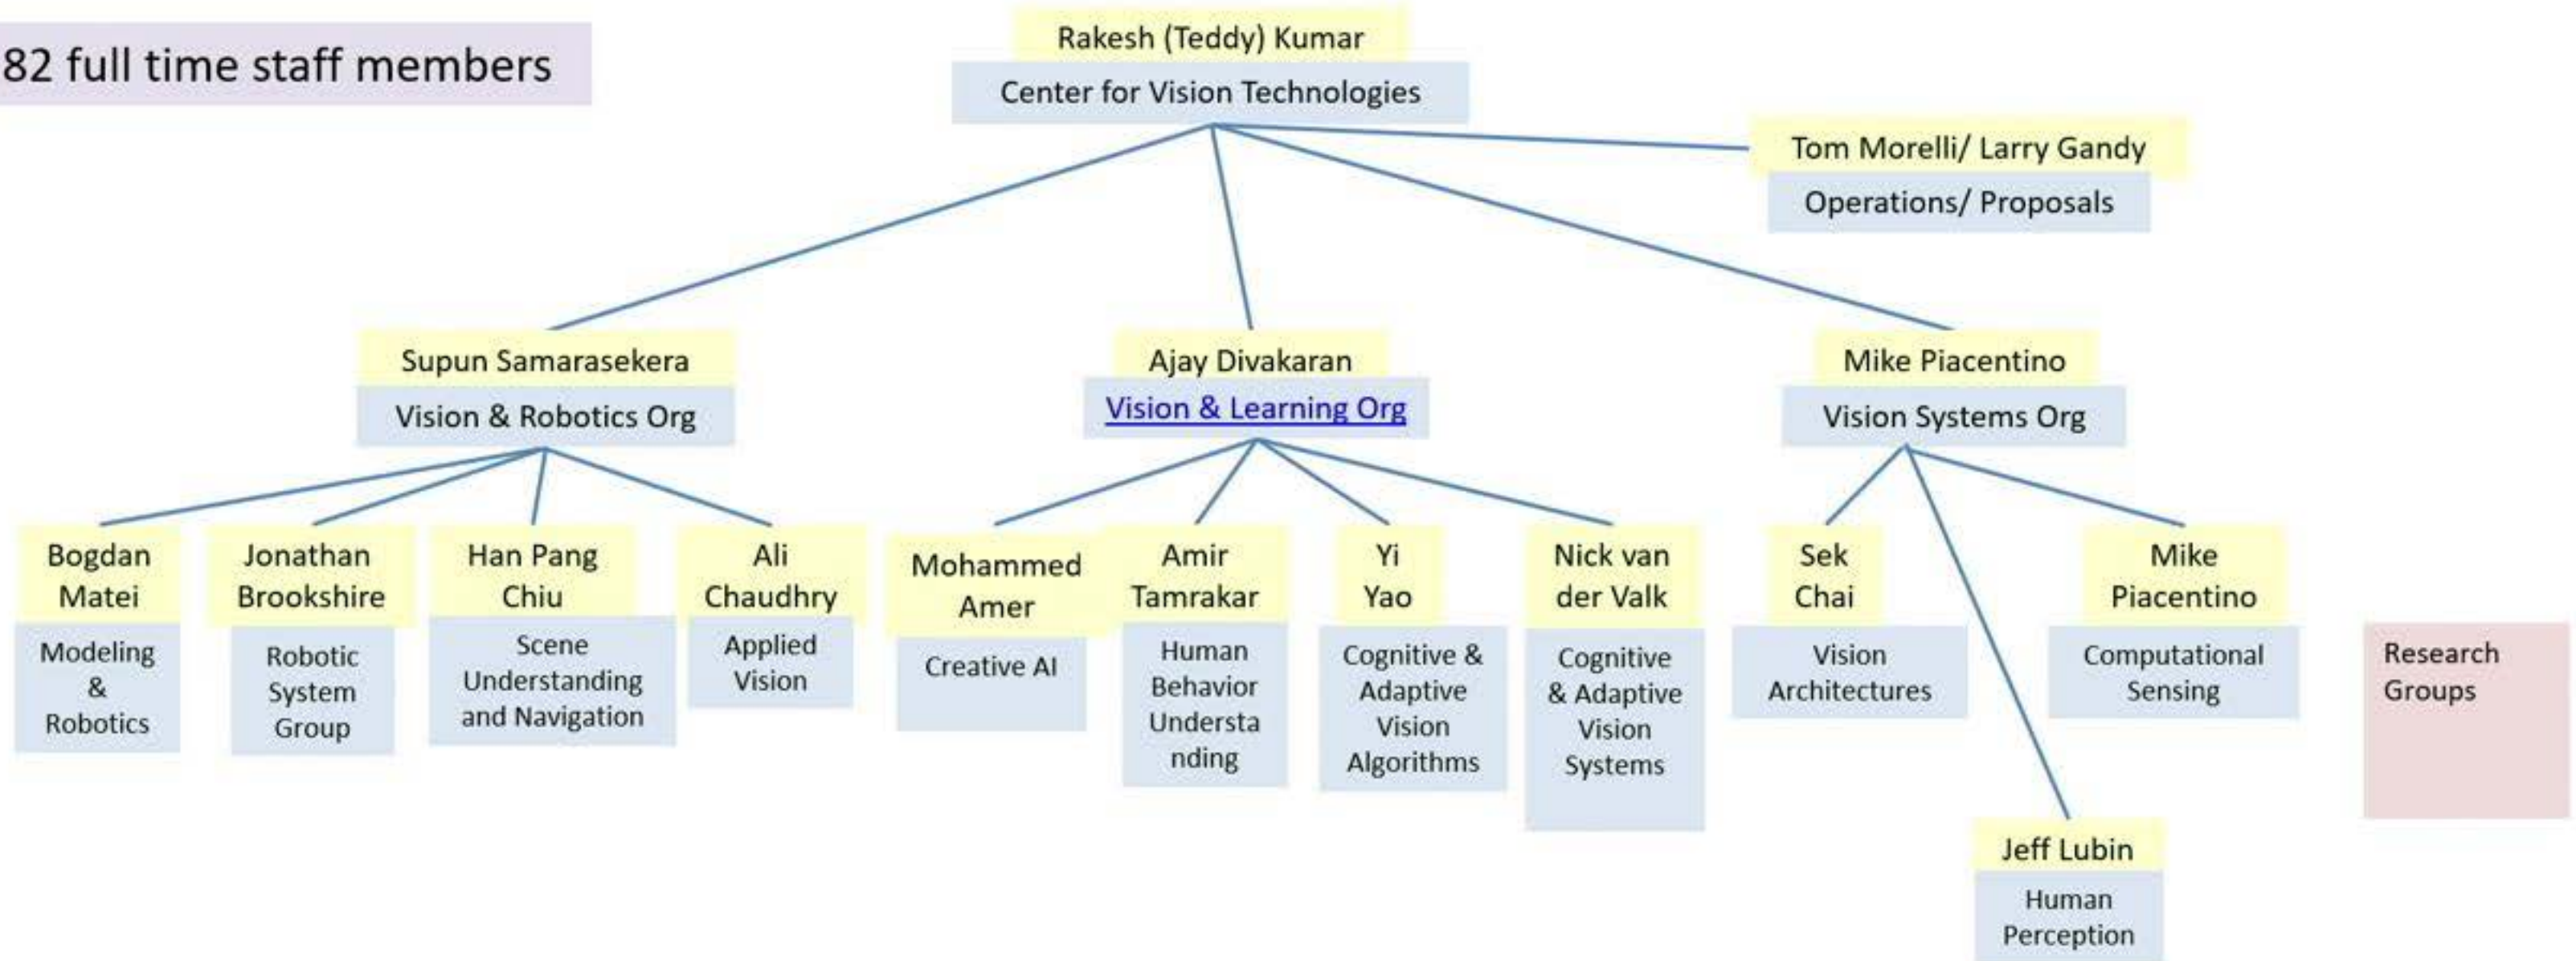 82 full time staff members
Rakesh (Teddy) Kumar
Center for Vision Technologies
Tom Morelli/ Larry Gandy
Operations/ Proposals
Supun Samarasekera
Vision & Robotics Org
Ajay Divakaran
Vision & Learning Org
Mike Piacentino
Vision Systems Org
Bogdan
Matei
Modeling
&
Robotics
Jonathan
Brookshire
Robotic
System
Group
Han Pang
Chiu
Scene
Understanding
and Navigation
Ali
Chaudhry
Applied
Vision
Mohammed
Amer
Creative AI
Amir
Tamrakar
Human
Behavior
Understa
nding
Yi
Yao
Cognitive &
Adaptive
Vision
Algorithms
Nick van
der Valk
Cognitive
& Adaptive
Vision
Systems
Sek
Chai
Vision
Architectures
Mike
Piacentino
Computational
Sensing
Jeff Lubin
Human
Perception
Research
Groups